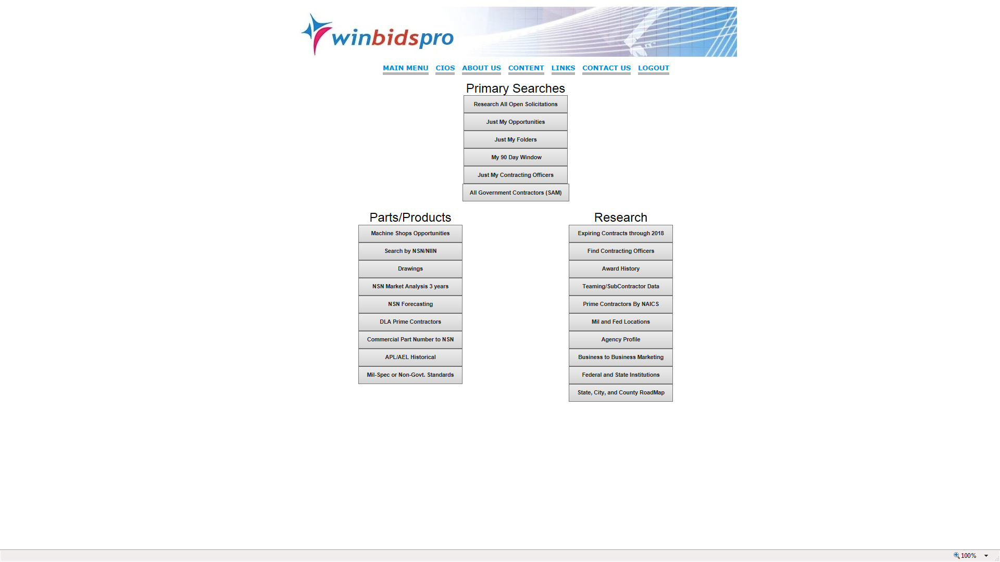 winbidspro
MAIN MENU CIOS ABOUT US CONTENT LINKS CONTACT US LOGOUT
Primary Searches
Research All Open Solicitations
Just My Opportunities
Just My Folders
My 90 Day Window
Just My Contracting Officers
All Government Contractors (SAM)
Parts/Products
Machine Shops Opportunities
Search by NSN/NIIN
Drawings
NSN Market Analysis 3 years
NSN Forecasting
DLA Prime Contractors
Commercial Part Number to NSN
APL/AEL Historical
Mil-Spec or Non-Govt. Standards
Research
Expiring Contracts through 2018
Find Contracting Officers
Award History
Teaming/SubContractor Data
Prime Contractors By NAICS
Mil and Fed Locations
Agency Profile
Business to Business Marketing
Federal and State Institutions
State, City, and County RoadMap
100%